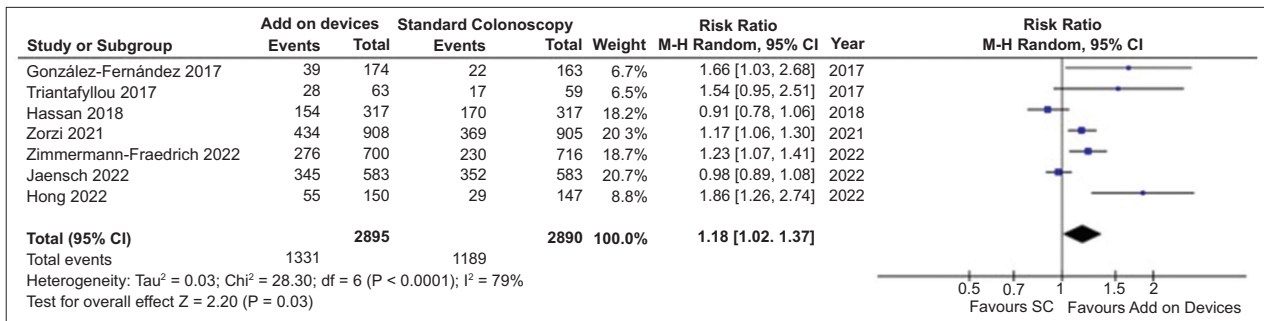 Add on devices Standard Colonoscopy Risk Ratio Risk Ratio
Study or Subgroup Events Total Events Total Weight M-H Random, 95% CI Year M-H Random, 95% CI
González-Fernández 2017 39 174 22 163 6.7% 1.66 [1.03, 2.68] 2017
Triantafyllou 2017 28 63 17 59 6.5% 1.54 [0.95, 2.51] 2017
Hassan 2018 154 317 170 317 18.2% 0.91 [0.78, 1.06] 2018
Zorzi 2021 434 908 369 905 20 3% 1.17 [1.06, 1.30] 2021
Zimmermann-Fraedrich 2022 276 700 230 716 18.7% 1.23 [1.07, 1.41] 2022
Jaensch 2022 345 583 352 583 20.7% 0.98 [0.89, 1.08] 2022
Hong 2022 55 150 29 147 8.8% 1.86 [1.26, 2.74] 2022
Total (95% CI) 2895 2890 100.0% 1.18 [1.02. 1.37]
Total events 1331 1189
Heterogeneity: Tau² = 0.03; Chi² = 28.30; df = 6 (P < 0.0001); I² = 79%
Test for overall effect Z = 2.20 (P = 0.03)
0.5 0.7 1 1.5 2
Favours SC Favours Add on Devices